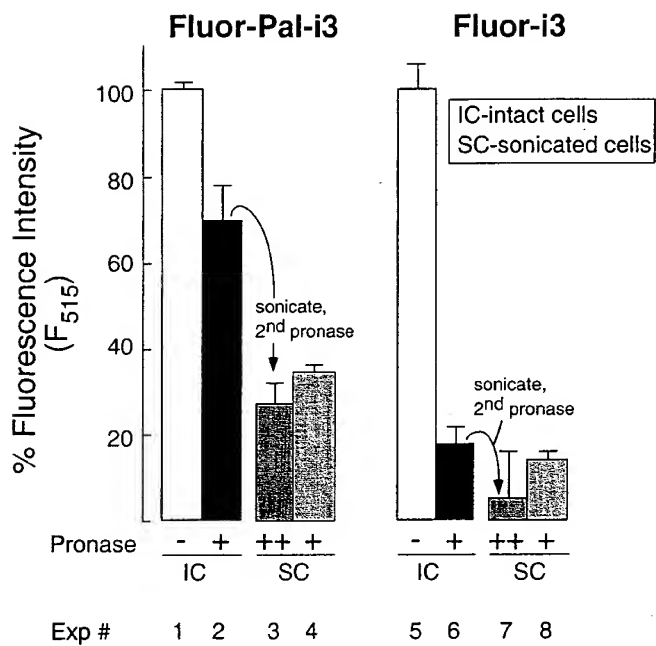 Fluor-Pal-i3 Fluor-i3
IC-intact cells
SC-sonicated cells
% Fluorescence Intensity
(F515)
100
80
60
40
20
sonicate,
2nd pronase
sonicate,
2nd pronase
Pronase - + ++ + - + ++ +
IC SC IC SC
Exp # 1 2 3 4 5 6 7 8